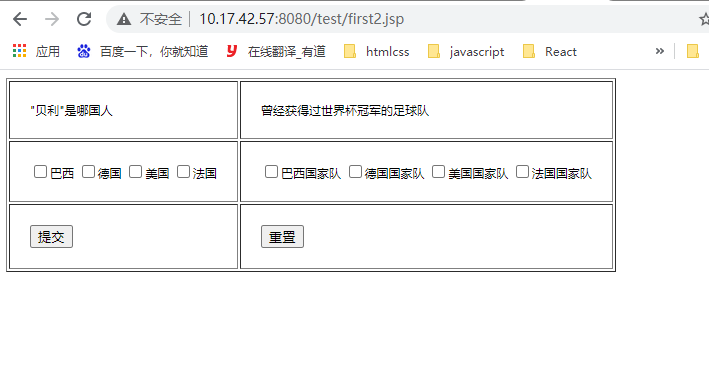 不安全 10.17.42.57:8080/test/first2.jsp
应用 百度一下,你就知道 在线翻译_有道 htmlcss javascript React »
"贝利"是哪国人 曾经获得过世界杯冠军的足球队
巴西 德国 美国 法国 巴西国家队 德国国家队 美国国家队 法国国家队
提交 重置